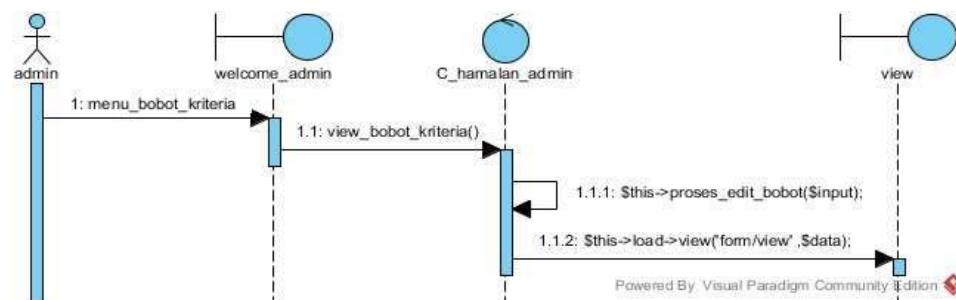 admin
welcome_admin
C_hamalan_admin
view
1: menu_bobot_kriteria
1.1: view_bobot_kriteria()
1.1.1: $this->proses_edit_bobot($input);
1.1.2: $this->load->view("form/view" ,$data);
Powered By Visual Paradigm Community Edition